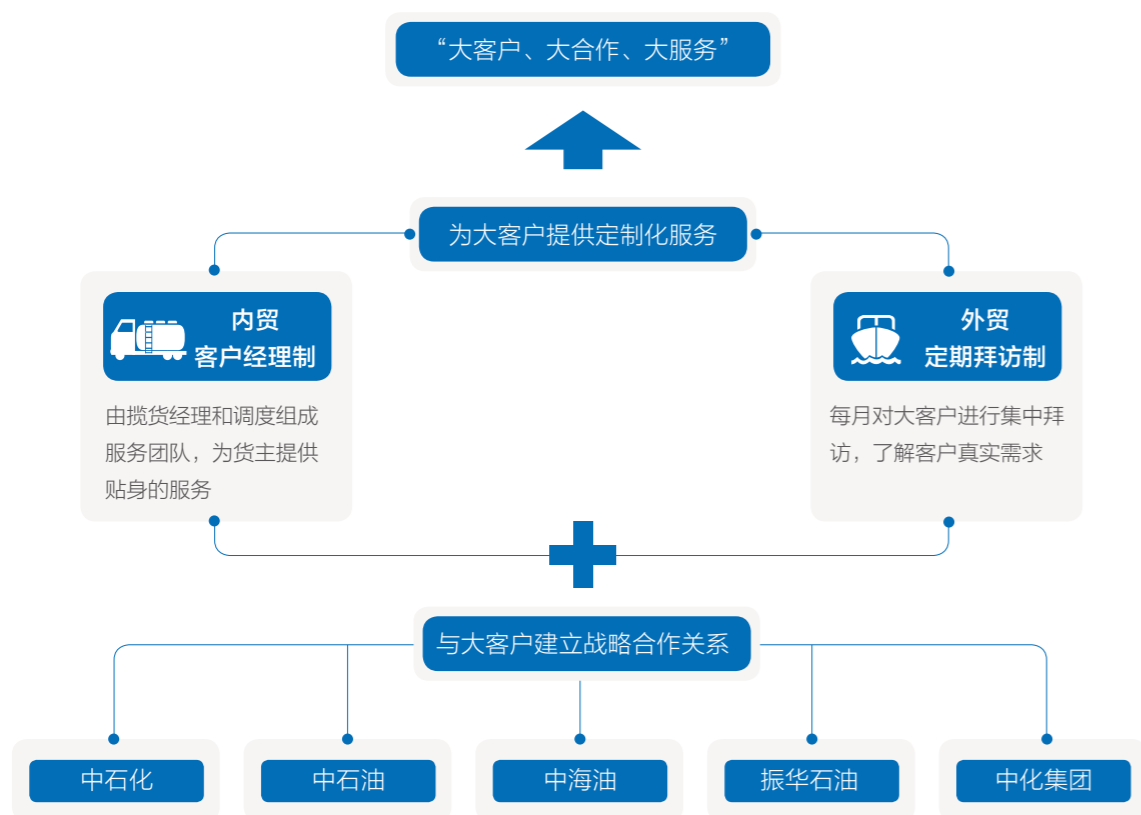 “大客户、大合作、大服务”
为大客户提供定制化服务
内贸
客户经理制
由揽货经理和调度组成
服务团队，为货主提供
贴身的服务
外贸
定期拜访制
每月对大客户进行集中拜
访，了解客户真实需求
与大客户建立战略合作关系
中石化
中石油
中海油
振华石油
中化集团